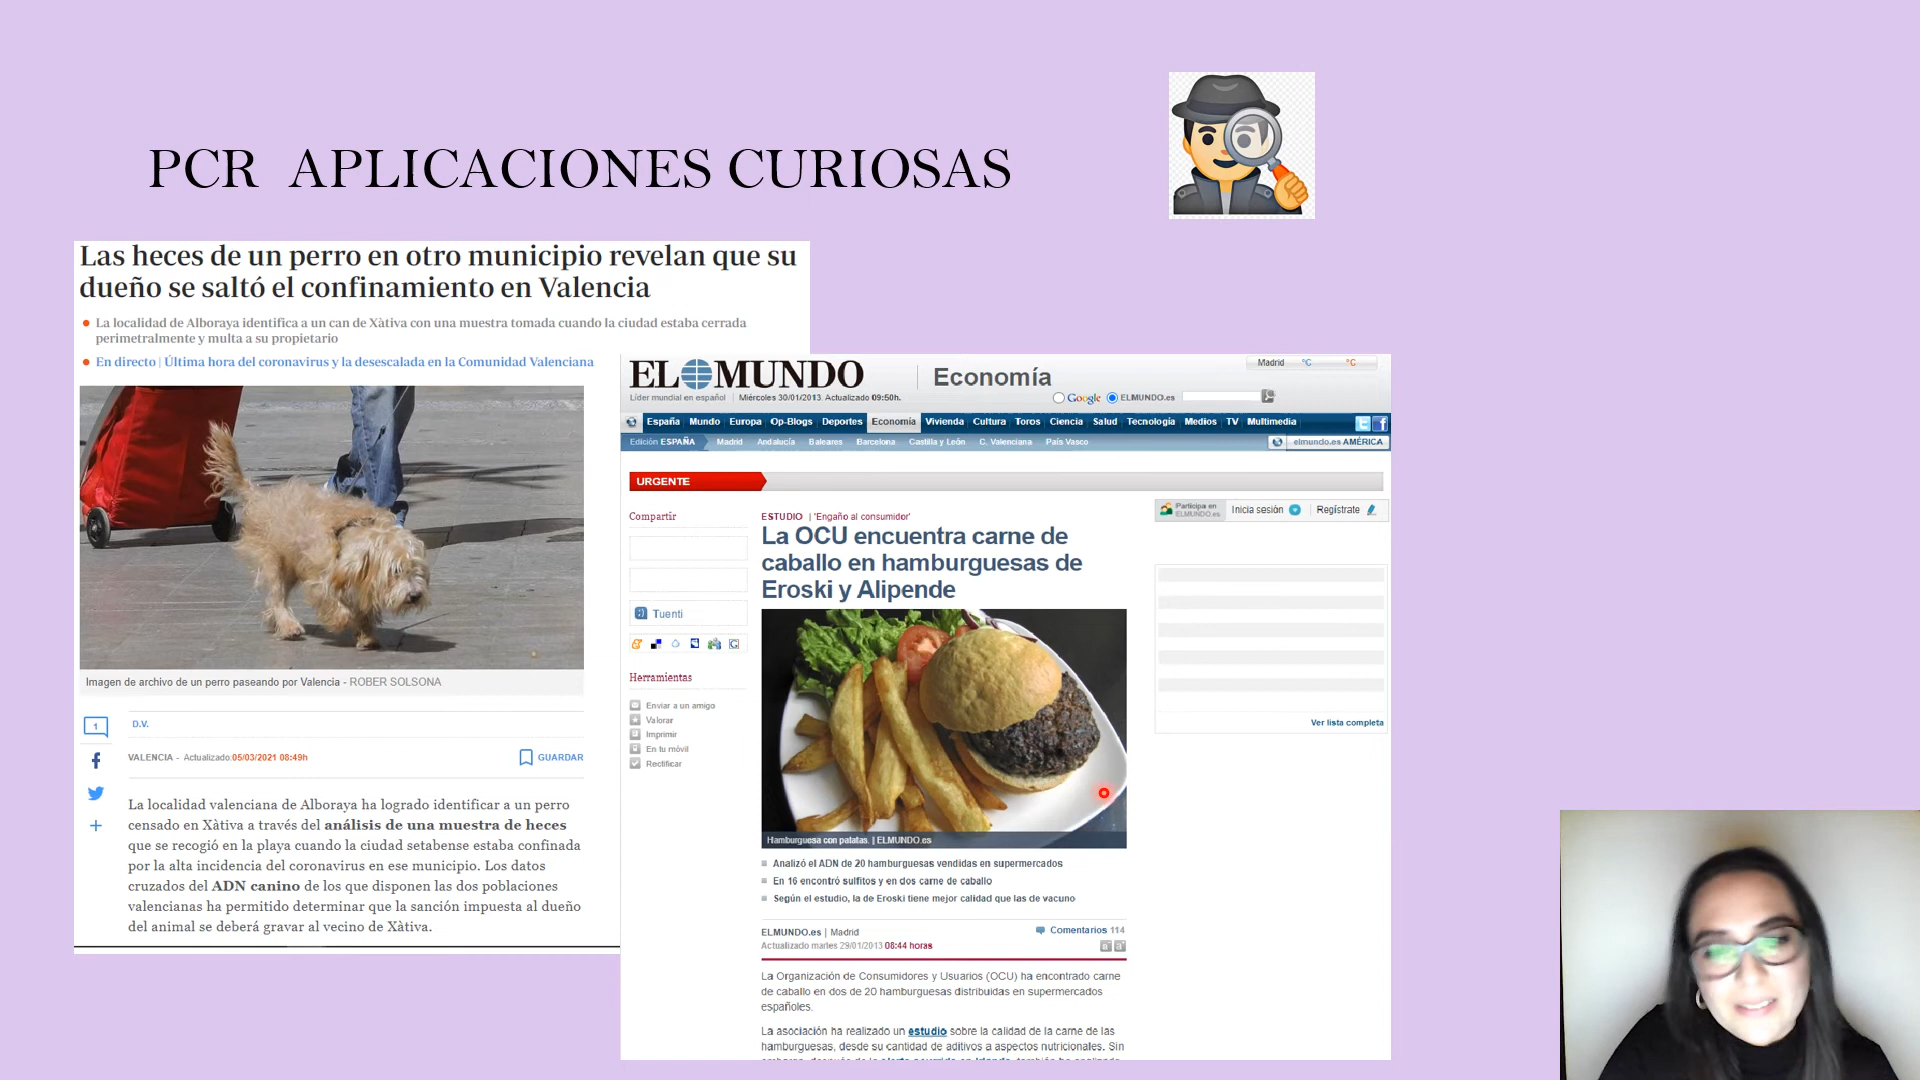 PCR APLICACIONES CURIOSAS
Las heces de un perro en otro municipio revelan que su
dueño se saltó el confinamiento en Valencia
La localidad de Alboraya identifica a un can de Xàtiva con una muestra tomada cuando la ciudad estaba cerrada
perimetralmente y multa a su propietario
En directo | Última hora del coronavirus y la desescalada en la Comunidad Valenciana
Imagen de archivo de un perro paseando por Valencia - ROBER SOLSONA
1
D.V.
VALENCIA - Actualizado:05/03/2021 08:49h
GUARDAR
La localidad valenciana de Alboraya ha logrado identificar a un perro
censado en Xàtiva a través del análisis de una muestra de heces
que se recogió en la playa cuando la ciudad setabense estaba confinada
por la alta incidencia del coronavirus en ese municipio. Los datos
cruzados del ADN canino de los que disponen las dos poblaciones
valencianas ha permitido determinar que la sanción impuesta al dueño
del animal se deberá gravar al vecino de Xàtiva.
EL MUNDO
Economía
Madrid ºC ºC
Líder mundial en español Miércoles 30/01/2013. Actualizado 09:50h.
Google ELMUNDO.es
España Mundo Europa Op-Blogs Deportes Economía Vivienda Cultura Toros Ciencia Salud Tecnología Medios TV Multimedia
Edición ESPAÑA Madrid Andalucía Baleares Barcelona Castilla y León C. Valenciana País Vasco elmundo.es AMÉRICA
URGENTE
Participa en
ELMUNDO.es
Inicia sesión Regístrate
Compartir
Tuenti
Herramientas
Enviar a un amigo
Valorar
Imprimir
En tu móvil
Rectificar
ESTUDIO | 'Engaño al consumidor'
La OCU encuentra carne de
caballo en hamburguesas de
Eroski y Alipende
Hamburguesa con patatas. | ELMUNDO.es
Analizó el ADN de 20 hamburguesas vendidas en supermercados
En 16 encontró sulfitos y en dos carne de caballo
Según el estudio, la de Eroski tiene mejor calidad que las de vacuno
ELMUNDO.es | Madrid
Comentarios 114
Actualizado martes 29/01/2013 08:44 horas
La Organización de Consumidores y Usuarios (OCU) ha encontrado carne
de caballo en dos de 20 hamburguesas distribuidas en supermercados
españoles.
La asociación ha realizado un estudio sobre la calidad de la carne de las
hamburguesas, desde su cantidad de aditivos a aspectos nutricionales. Sin
Ver lista completa